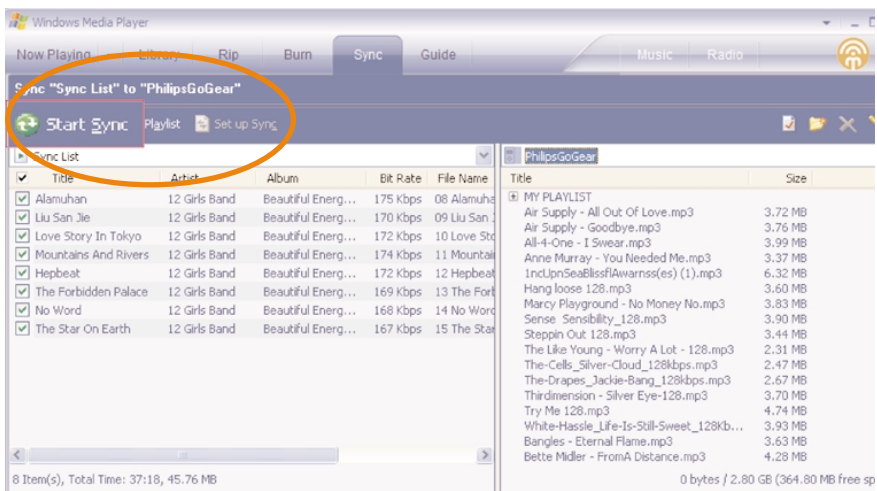 Windows Media Player
Now Playing Library Rip Burn Sync Guide Music Radio
Sync "Sync List" to "PhilipsGoGear"
Start Sync Playlist Set up Sync
Sync List
Title Artist Album Bit Rate File Name
Alamuhan 12 Girls Band Beautiful Energ... 175 Kbps 08 Alamuha
Liu San Jie 12 Girls Band Beautiful Energ... 170 Kbps 09 Liu San J
Love Story In Tokyo 12 Girls Band Beautiful Energ... 172 Kbps 10 Love Sto
Mountains And Rivers 12 Girls Band Beautiful Energ... 174 Kbps 11 Mountai
Hepbeat 12 Girls Band Beautiful Energ... 172 Kbps 12 Hepbeat
The Forbidden Palace 12 Girls Band Beautiful Energ... 169 Kbps 13 The Forl
No Word 12 Girls Band Beautiful Energ... 168 Kbps 14 No Word
The Star On Earth 12 Girls Band Beautiful Energ... 167 Kbps 15 The Star
8 Item(s), Total Time: 37:18, 45.76 MB
PhilipsGoGear
Title Size
MY PLAYLIST
Air Supply - All Out Of Love.mp3 3.72 MB
Air Supply - Goodbye.mp3 3.76 MB
All-4-One - I Swear.mp3 3.99 MB
Anne Murray - You Needed Me.mp3 3.37 MB
1ncUpnSeaBlissflAwarnss(es) (1).mp3 6.32 MB
Hang loose 128.mp3 3.60 MB
Marcy Playground - No Money No.mp3 3.83 MB
Sense Sensibility_128.mp3 3.90 MB
Steppin Out 128.mp3 3.44 MB
The Like Young - Worry A Lot - 128.mp3 2.31 MB
The-Cells_Silver-Cloud_128kbps.mp3 2.47 MB
The-Drapes_Jackie-Bang_128kbps.mp3 2.67 MB
Thirdimension - Silver Eye-128.mp3 3.70 MB
Try Me 128.mp3 4.74 MB
White-Hassle_Life-Is-Still-Sweet_128Kb... 3.93 MB
Bangles - Eternal Flame.mp3 3.63 MB
Bette Midler - FromA Distance.mp3 4.28 MB
0 bytes / 2.80 GB (364.80 MB free sp